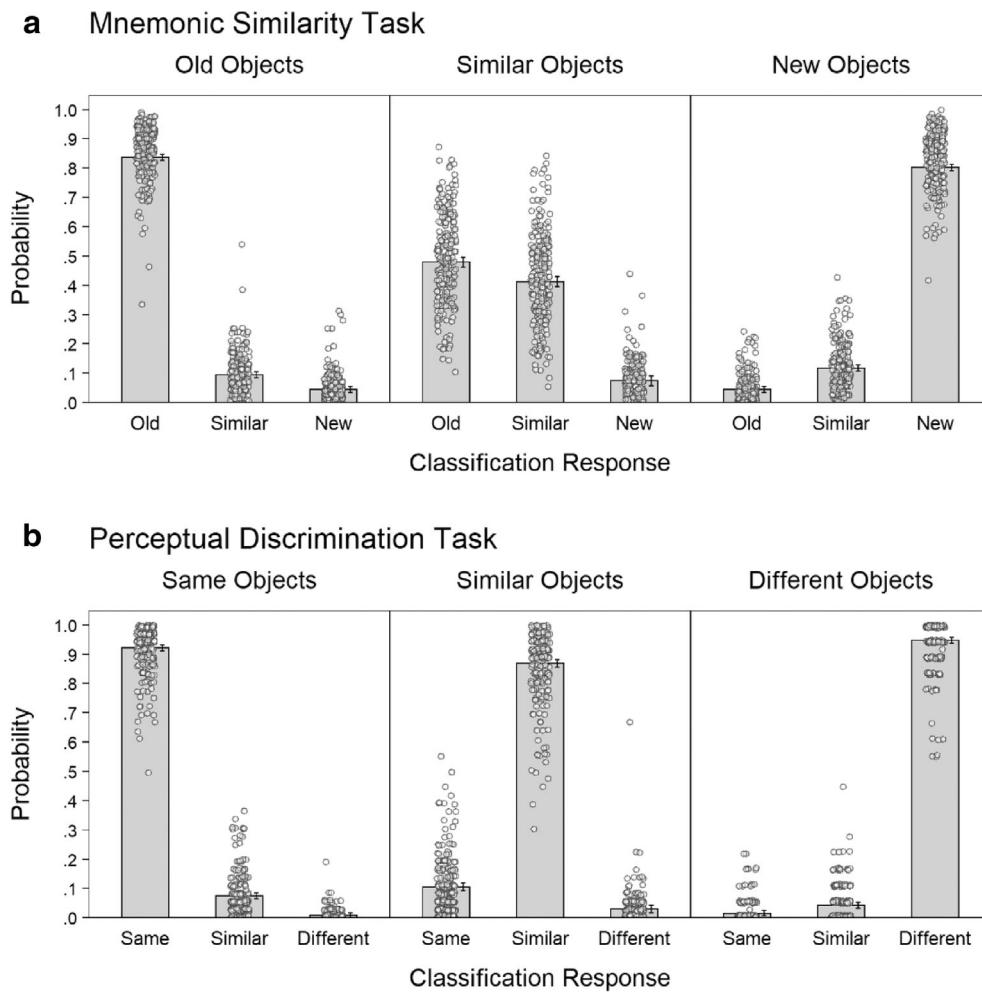 a Mnemonic Similarity Task
Old Objects Similar Objects New Objects
Probability
1.0
.9
.8
.7
.6
.5
.4
.3
.2
.1
.0
Old Similar New Old Similar New Old Similar New
Classification Response
b Perceptual Discrimination Task
Same Objects Similar Objects Different Objects
Probability
1.0
.9
.8
.7
.6
.5
.4
.3
.2
.1
.0
Same Similar Different Same Similar Different Same Similar Different
Classification Response